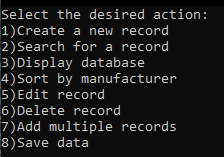 Select the desired action:
1)Create a new record
2)Search for a record
3)Display database
4)Sort by manufacturer
5)Edit record
6)Delete record
7)Add multiple records
8)Save data